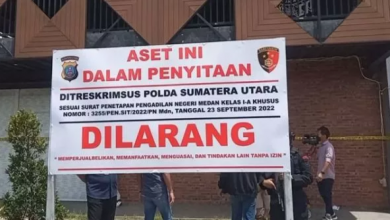 ASET INI
DALAM PENYITAAN
DITRESKRIMSUS POLDA SUMATERA UTARA
SESUAI SURAT PENETAPAN PENGADILAN NEGERI MEDAN KELAS I-A KHUSUS
NOMOR : 3255/PEN.SIT/2022/PN Mdn, TANGGAL 23 SEPTEMBER 2022
DILARANG
" MEMPERJUALBELIKAN, MEMANFAATKAN, MENGUASAI, DAN TINDAKAN LAIN TANPA IZIN "